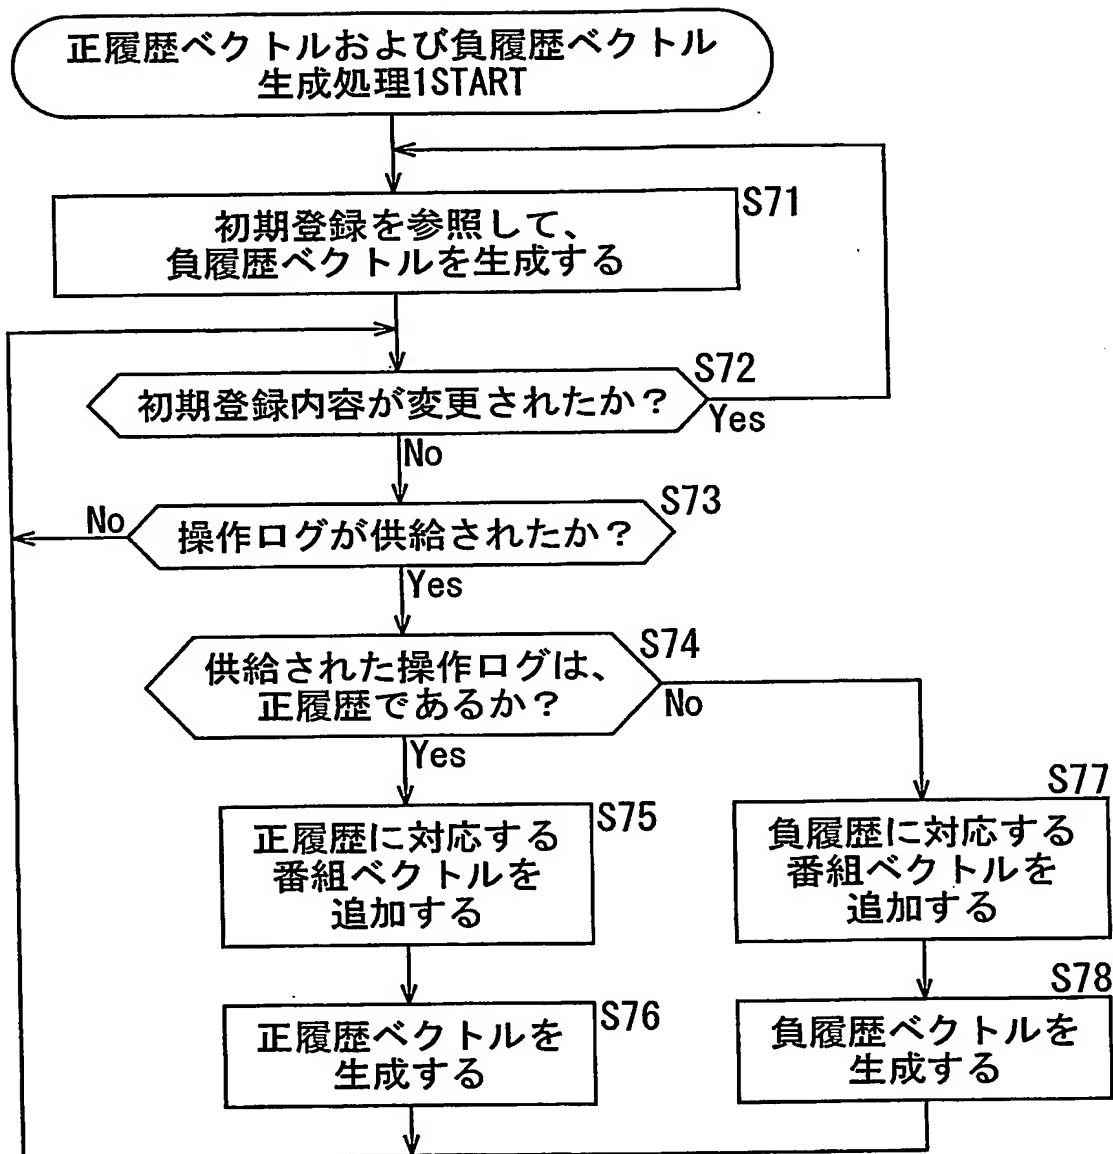 正履歴ベクトルおよび負履歴ベクトル
生成処理1START
S71
初期登録を参照して、
負履歴ベクトルを生成する
S72
初期登録内容が変更されたか？
Yes
No
S73
操作ログが供給されたか？
No
Yes
S74
供給された操作ログは、
正履歴であるか？
No
Yes
S75
正履歴に対応する
番組ベクトルを
追加する
S77
負履歴に対応する
番組ベクトルを
追加する
S76
正履歴ベクトルを
生成する
S78
負履歴ベクトルを
生成する